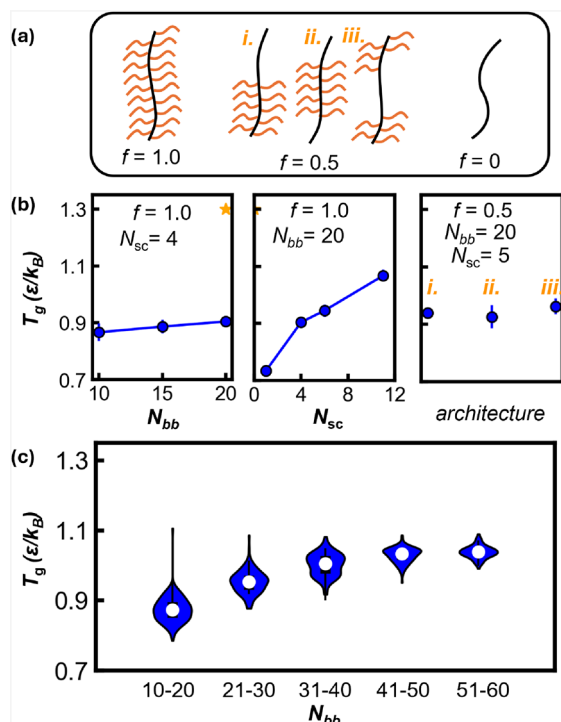 (a)
i. ii. iii.
f = 1.0 f = 0.5 f = 0
(b)
1.3
1.1
0.9
0.7
T_g (ε/k_B)
f = 1.0
N_sc = 4
10 15 20
N_bb
f = 1.0
N_bb = 20
0 4 8 12
N_sc
f = 0.5
N_bb = 20
N_sc = 5
i. ii. iii.
architecture
(c)
1.3
1.1
0.9
0.7
T_g (ε/k_B)
10-20 21-30 31-40 41-50 51-60
N_bb